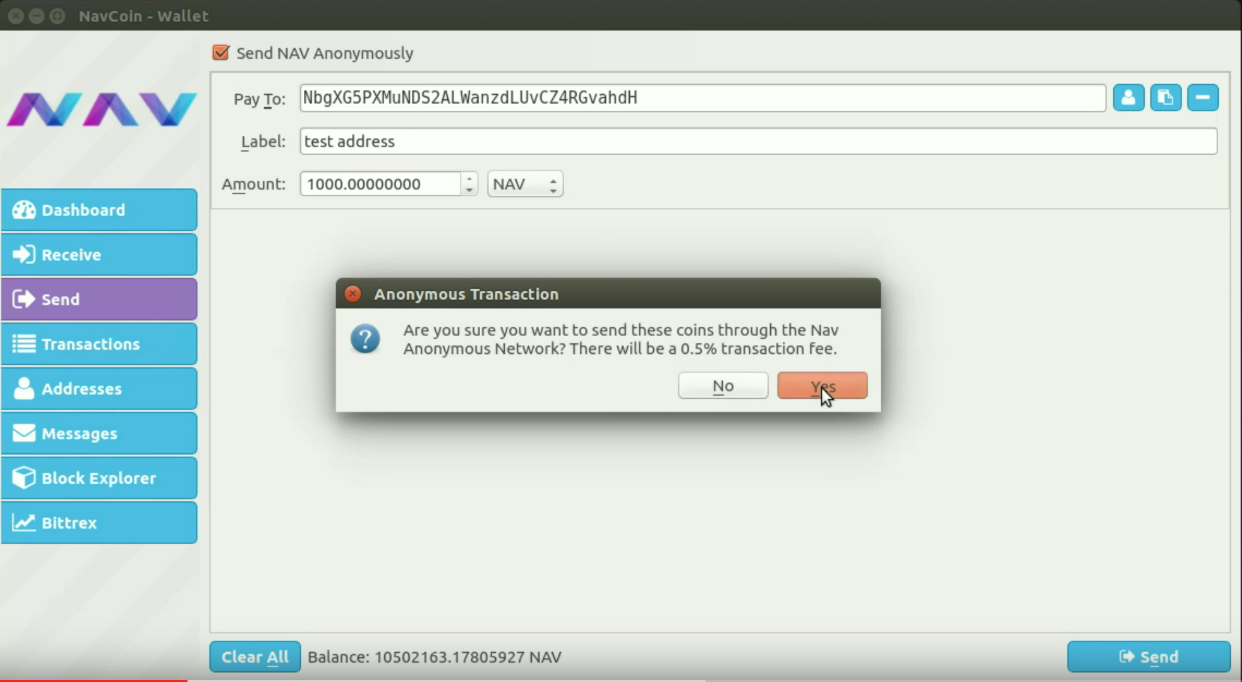 NavCoin - Wallet
NAV
Send NAV Anonymously
Pay To: NbgXG5PXMuNDS2ALWanzdLUvCZ4RGvahdH
Label: test address
Amount: 1000.00000000 NAV
Dashboard
Receive
Send
Transactions
Addresses
Messages
Block Explorer
Bittrex
Anonymous Transaction
Are you sure you want to send these coins through the Nav
Anonymous Network? There will be a 0.5% transaction fee.
No Yes
Clear All Balance: 10502163.17805927 NAV Send